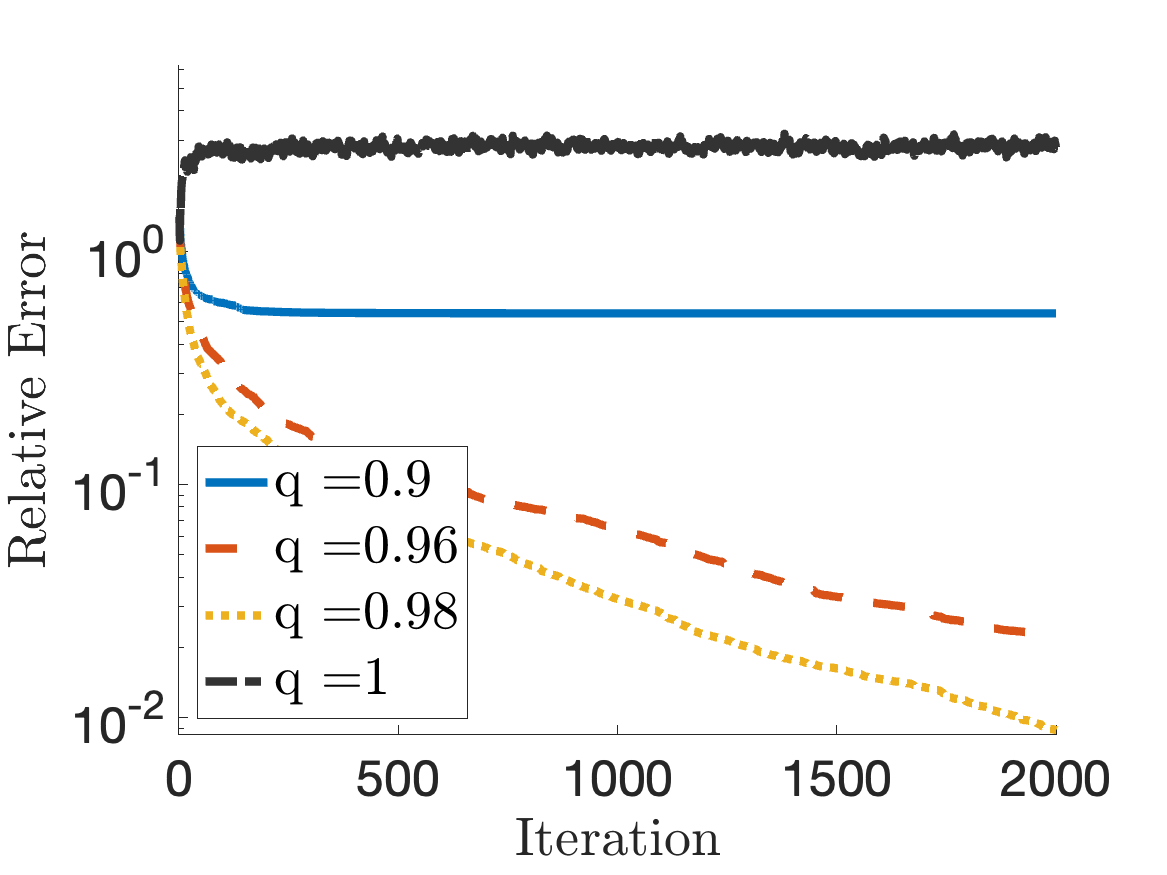 Relative Error
10^0
10^-1
10^-2
q =0.9
q =0.96
q =0.98
q =1
0 500 1000 1500 2000
Iteration